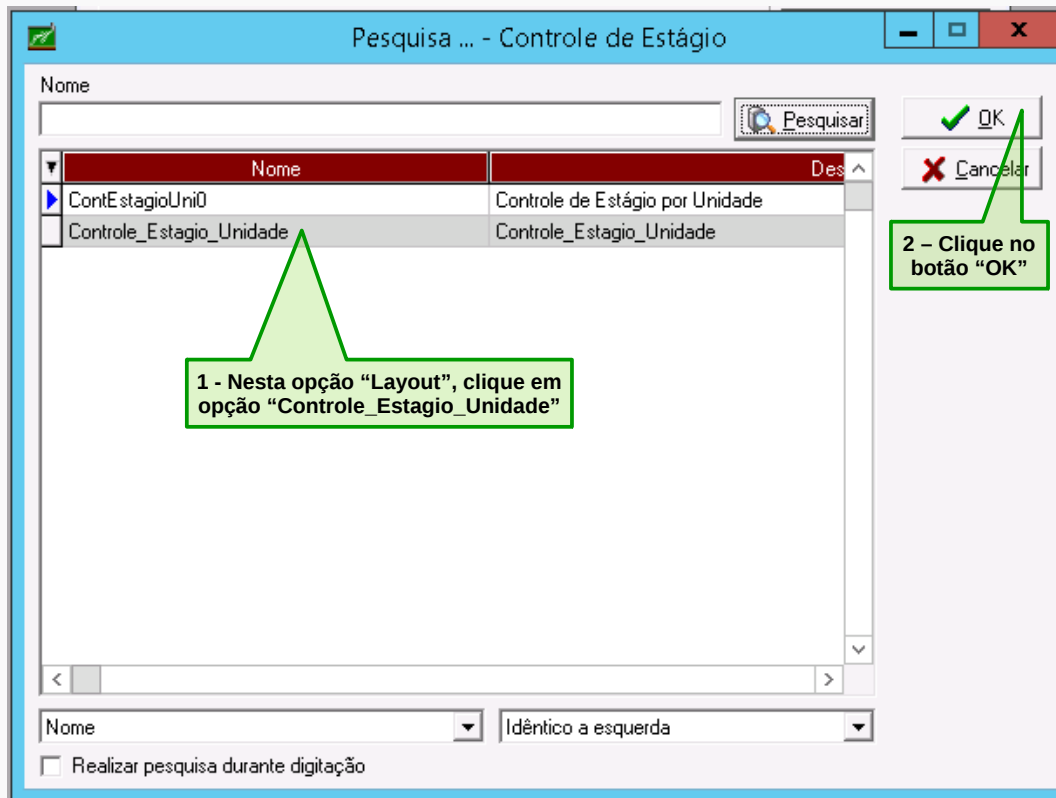 Pesquisa ... - Controle de Estágio
Nome
Pesquisar
OK
Cancelar
Nome Des
ContEstagioUni0 Controle de Estágio por Unidade
Controle_Estagio_Unidade Controle_Estagio_Unidade
2 – Clique no
botão “OK”
1 - Nesta opção “Layout”, clique em
opção “Controle_Estagio_Unidade”
Nome Idêntico a esquerda
Realizar pesquisa durante digitação